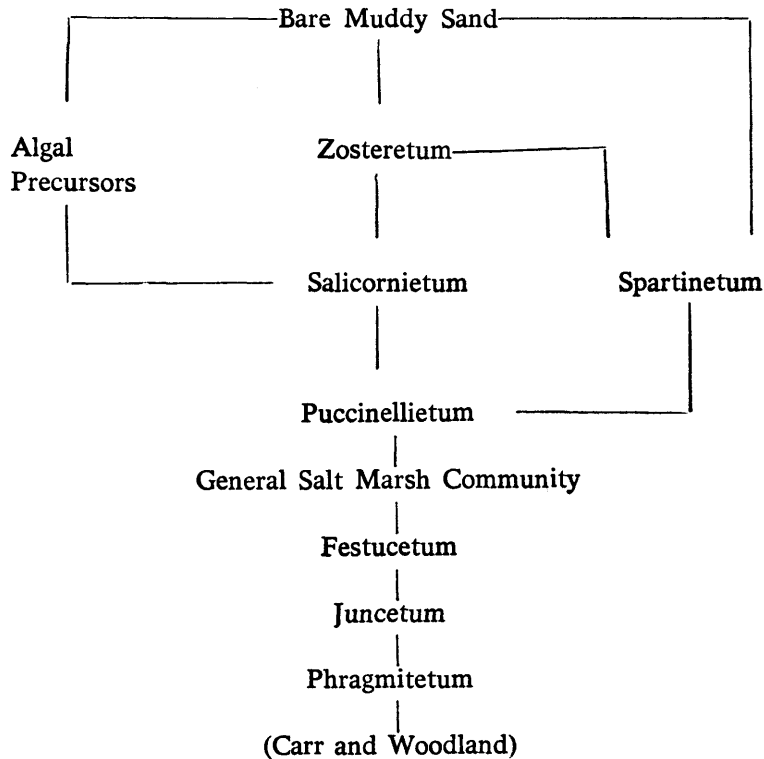 Bare Muddy Sand
Algal
Precursors
Zosteretum
Salicornietum
Spartinetum
Puccinellietum
General Salt Marsh Community
Festucetum
Juncetum
Phragmitetum
(Carr and Woodland)